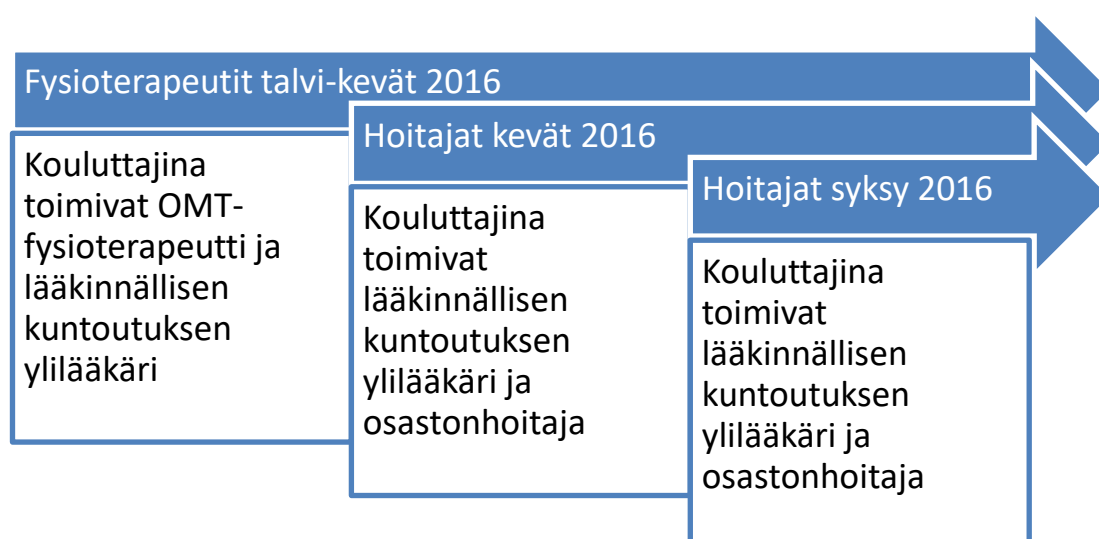 Fysioterapeutit talvi-kevät 2016
Kouluttajina
toimivat OMT-
fysioterapeutti ja
lääkinnällisen
kuntoutuksen
ylilääkäri
Hoitajat kevät 2016
Kouluttajina
toimivat
lääkinnällisen
kuntoutuksen
ylilääkäri ja
osastonhoitaja
Hoitajat syksy 2016
Kouluttajina
toimivat
lääkinnällisen
kuntoutuksen
ylilääkäri ja
osastonhoitaja